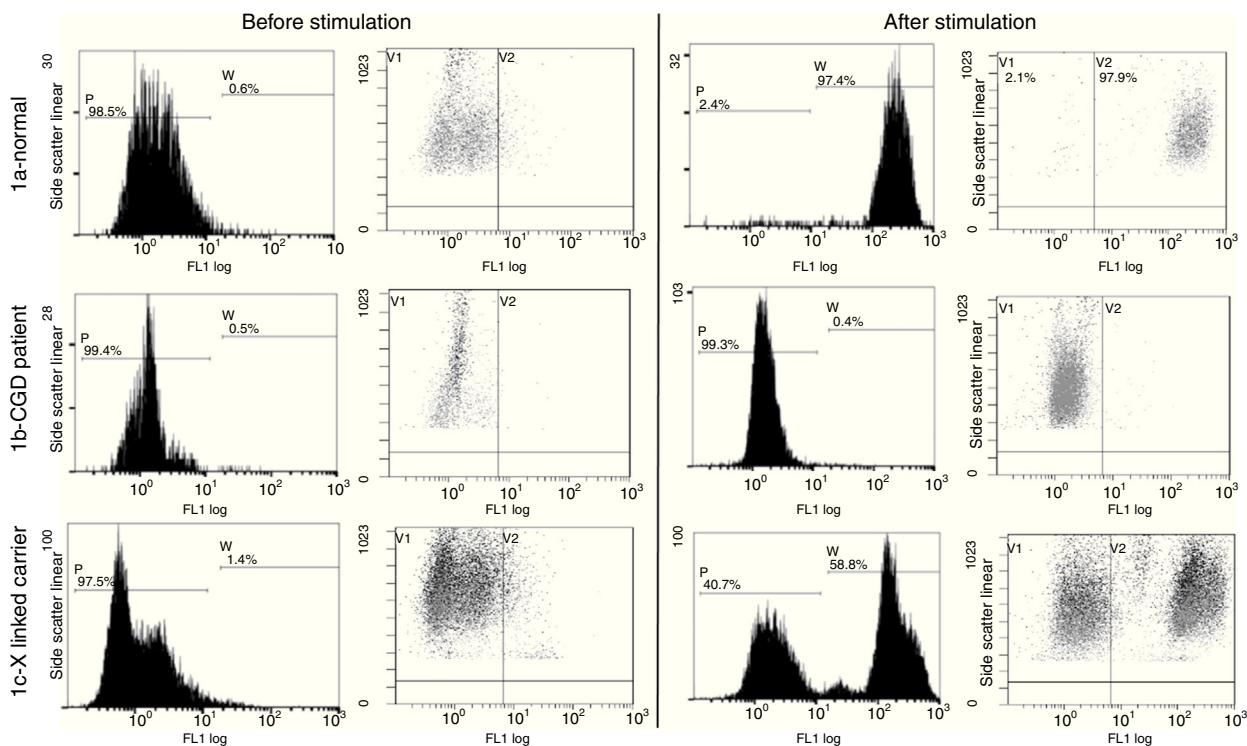 Before stimulation
After stimulation
1a-normal
Side scatter linear
30
P
98.5%
W
0.6%
10⁰ 10¹ 10² 10
FL1 log
1023
0
V1
V2
10⁰ 10¹ 10² 10³
FL1 log
32
P
2.4%
W
97.4%
10⁰ 10¹ 10² 10³
FL1 log
Side scatter linear
1023
0
V1
2.1%
V2
97.9%
10⁰ 10¹ 10² 10³
FL1 log
1b-CGD patient
Side scatter linear
28
P
99.4%
W
0.5%
10⁰ 10¹ 10² 10³
FL1 log
1023
0
V1
V2
10⁰ 10¹ 10² 10³
FL1 log
103
P
99.3%
W
0.4%
10⁰ 10¹ 10² 10³
FL1 log
Side scatter linear
1023
0
V1
V2
10⁰ 10¹ 10² 10³
FL1 log
1c-X linked carrier
Side scatter linear
100
P
97.5%
W
1.4%
10⁰ 10¹ 10² 10³
FL1 log
1023
0
V1
V2
10⁰ 10¹ 10² 10³
FL1 log
100
P
40.7%
W
58.8%
10⁰ 10¹ 10² 10³
FL1 log
Side scatter linear
1023
0
V1
V2
10⁰ 10¹ 10² 10³
FL1 log